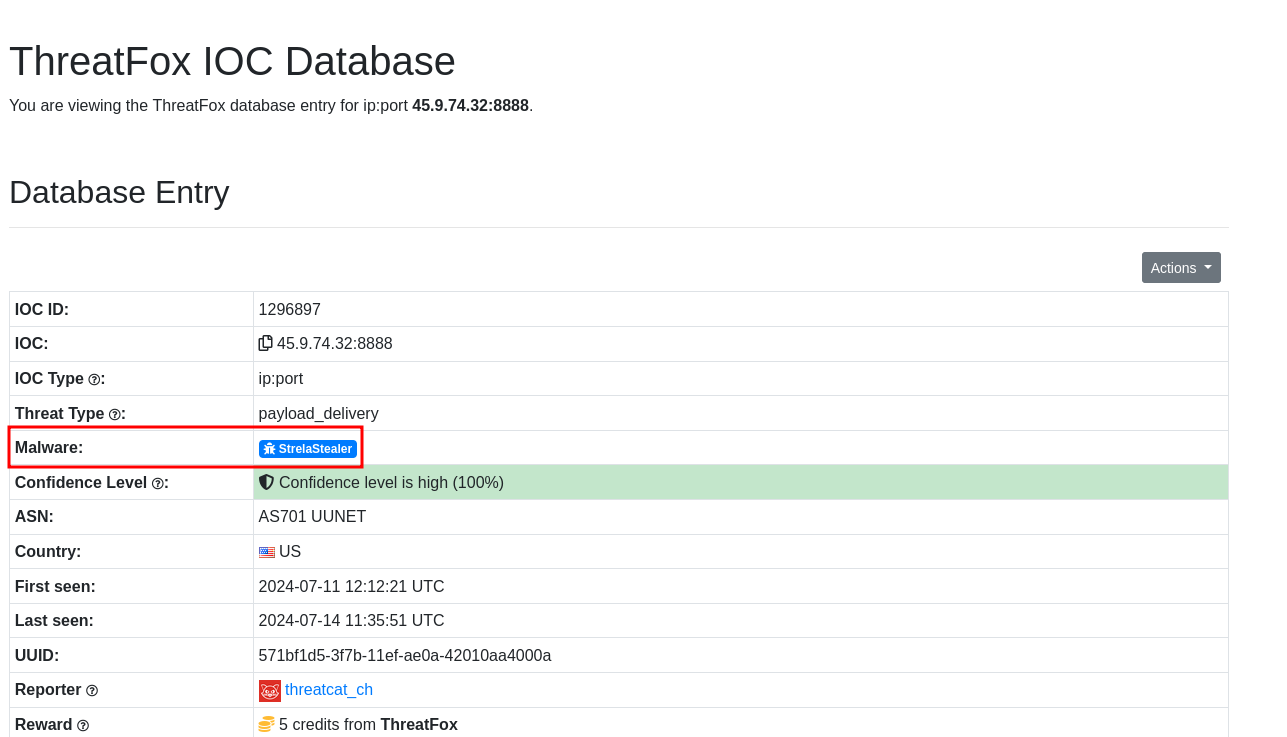 ThreatFox IOC Database
You are viewing the ThreatFox database entry for ip:port 45.9.74.32:8888.
Database Entry
Actions
IOC ID: 1296897
IOC: 45.9.74.32:8888
IOC Type ?: ip:port
Threat Type ?: payload_delivery
Malware: StrelaStealer
Confidence Level ?: Confidence level is high (100%)
ASN: AS701 UUNET
Country: US
First seen: 2024-07-11 12:12:21 UTC
Last seen: 2024-07-14 11:35:51 UTC
UUID: 571bf1d5-3f7b-11ef-ae0a-42010aa4000a
Reporter ? threatcat_ch
Reward ? 5 credits from ThreatFox